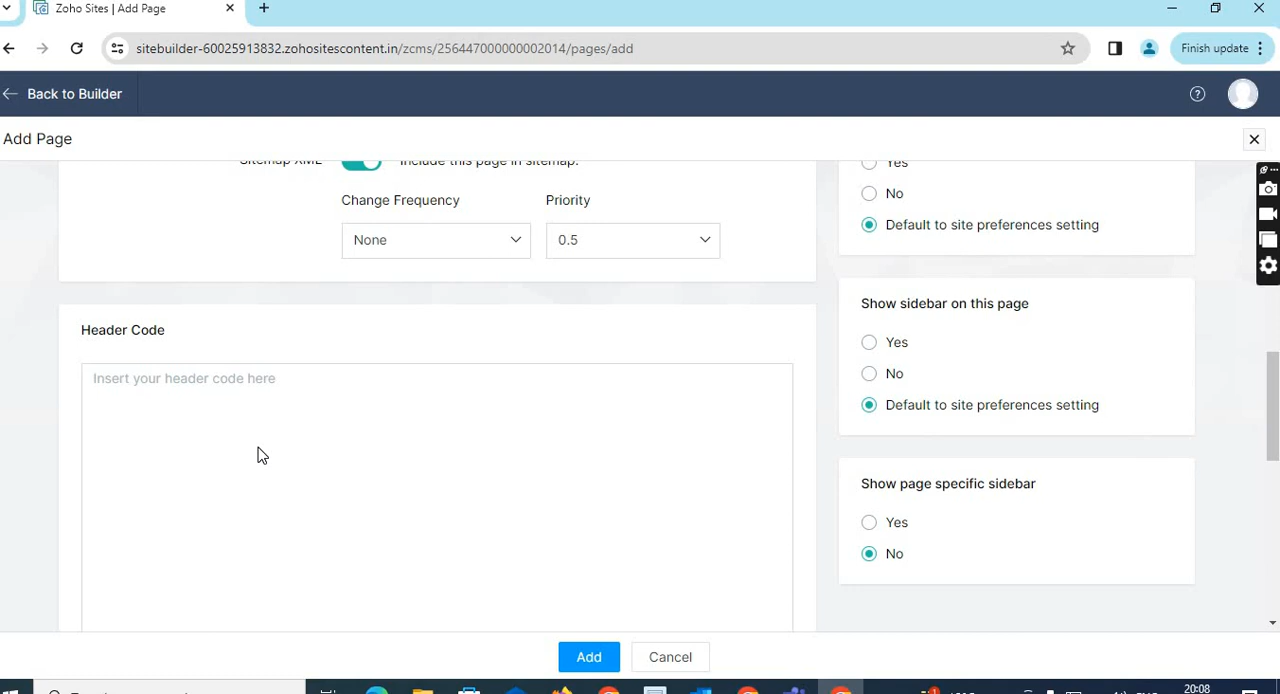 Zoho Sites | Add Page
sitebuilder-60025913832.zohositescontent.in/zcms/256447000000002014/pages/add
Finish update
Back to Builder
Add Page
Sitemap XML
Include this page in sitemap.
Change Frequency
Priority
None
0.5
Header Code
Insert your header code here
Yes
No
Default to site preferences setting
Show sidebar on this page
Yes
No
Default to site preferences setting
Show page specific sidebar
Yes
No
Add
Cancel
20:08